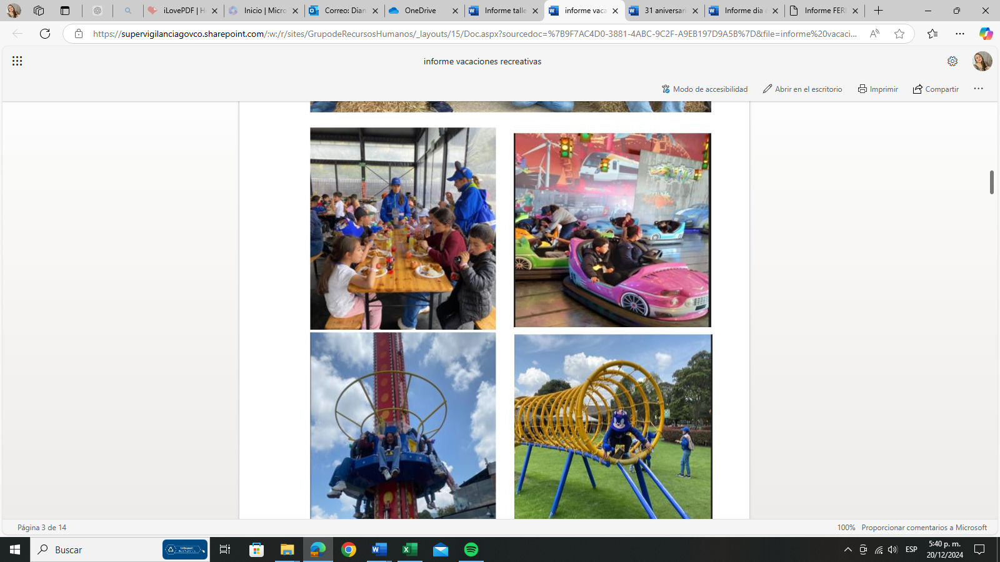 iLovePDF | H
Inicio | Micro
Correo: Dian
OneDrive
Informe talle
informe vaca
31 aniversari
Informe dia
Informe FER
https://supervigilanciagovco.sharepoint.com/:w:/r/sites/GrupodeRecursosHumanos/_layouts/15/Doc.aspx?sourcedoc=%7B9F7AC4D0-3881-4ABC-9C2F-A9EB197D9A5B%7D&file=informe%20vacaci...
informe vacaciones recreativas
Modo de accesibilidad
Abrir en el escritorio
Imprimir
Compartir
Página 3 de 14
100%
Proporcionar comentarios a Microsoft
Buscar
Intranet
ESP
5:40 p. m.
20/12/2024